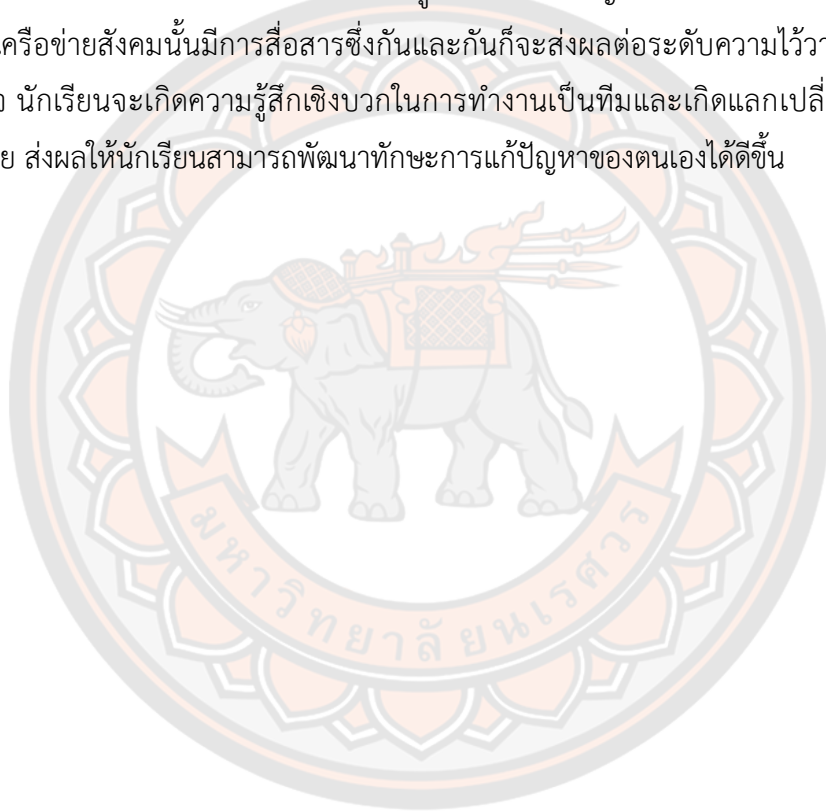 เครือข่ายสังคมนั้นมีการสื่อสารซึ่งกันและกันก็จะส่งผลต่อระดับความไว้วา
นักเรียนจะเกิดความรู้สึกเชิงบวกในการทำงานเป็นทีมและเกิดแลกเปลี่
ย ส่งผลให้นักเรียนสามารถพัฒนาทักษะการแก้ปัญหาของตนเองได้ดีขึ้น
มหาวิทยาลัยนเรศวร